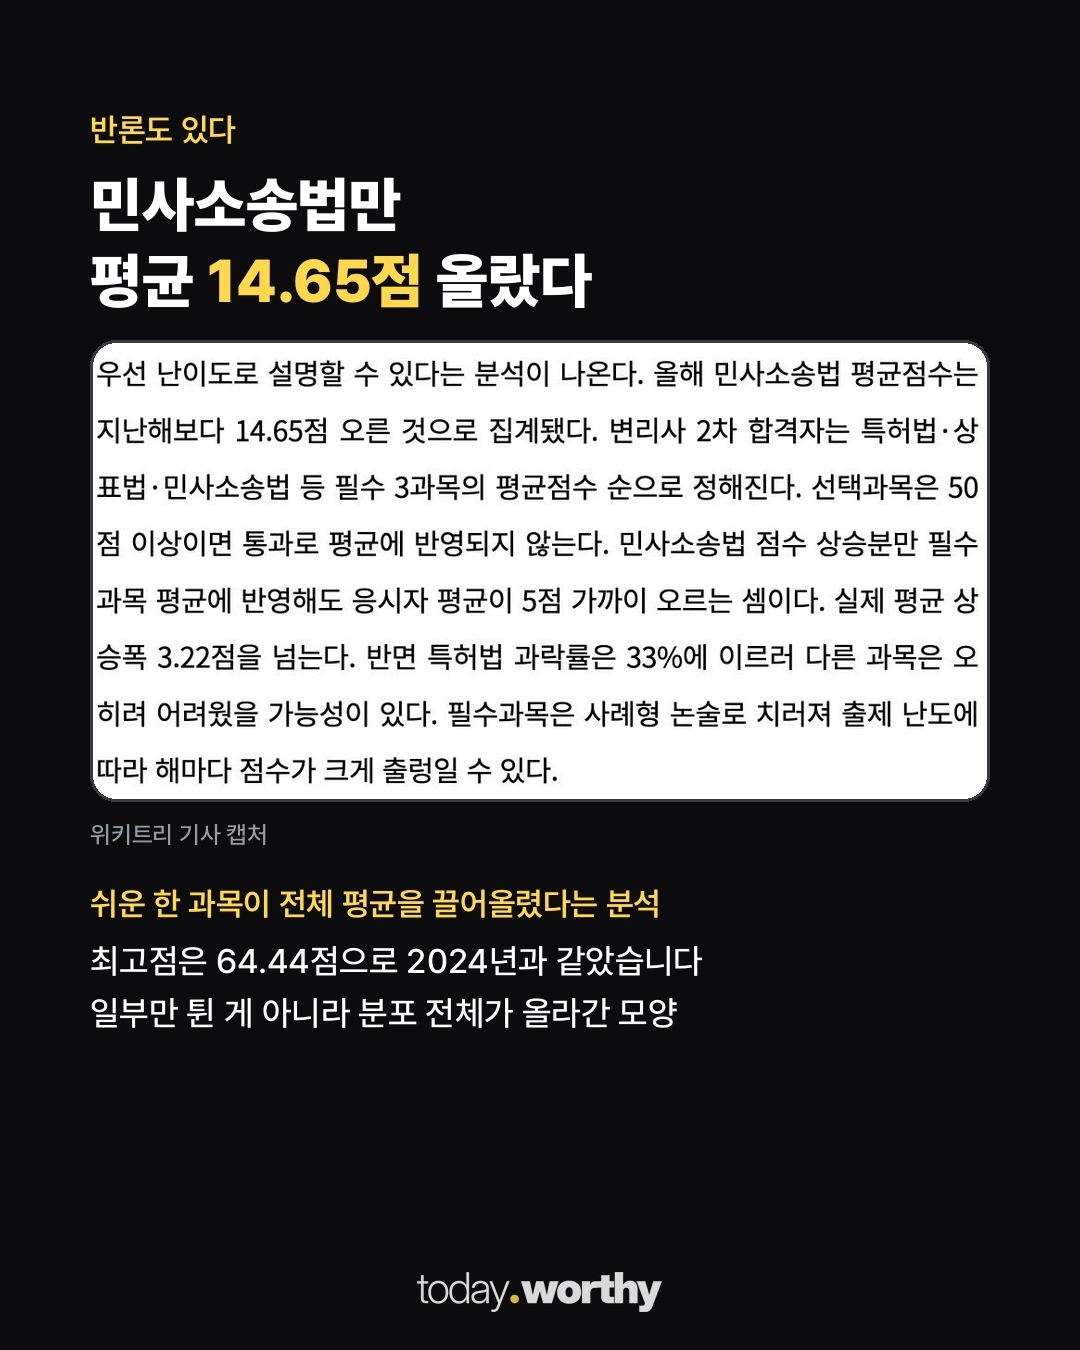 반론도 있다
민사소송법만
평균 14.65점 올랐다
우선 난이도로 설명할 수 있다는 분석이 나온다. 올해 민사소송법 평균점수는
지난해보다 14.65점 오른 것으로 집계됐다. 변리사 2차 합격자는 특허법·상
표법·민사소송법 등 필수 3과목의 평균점수 순으로 정해진다. 선택과목은 50
점 이상이면 통과로 평균에 반영되지 않는다. 민사소송법 점수 상승분만 필수
과목 평균에 반영해도 응시자 평균이 5점 가까이 오르는 셈이다. 실제 평균 상
승폭 3.22점을 넘는다. 반면 특허법 과락률은 33%에 이르러 다른 과목은 오
히려 어려웠을 가능성이 있다. 필수과목은 사례형 논술로 치러져 출제 난도에
따라 해마다 점수가 크게 출렁일 수 있다.
위키트리 기사 캡처
쉬운 한 과목이 전체 평균을 끌어올렸다는 분석
최고점은 64.44점으로 2024년과 같았습니다
일부만 튄 게 아니라 분포 전체가 올라간 모양
today.worthy